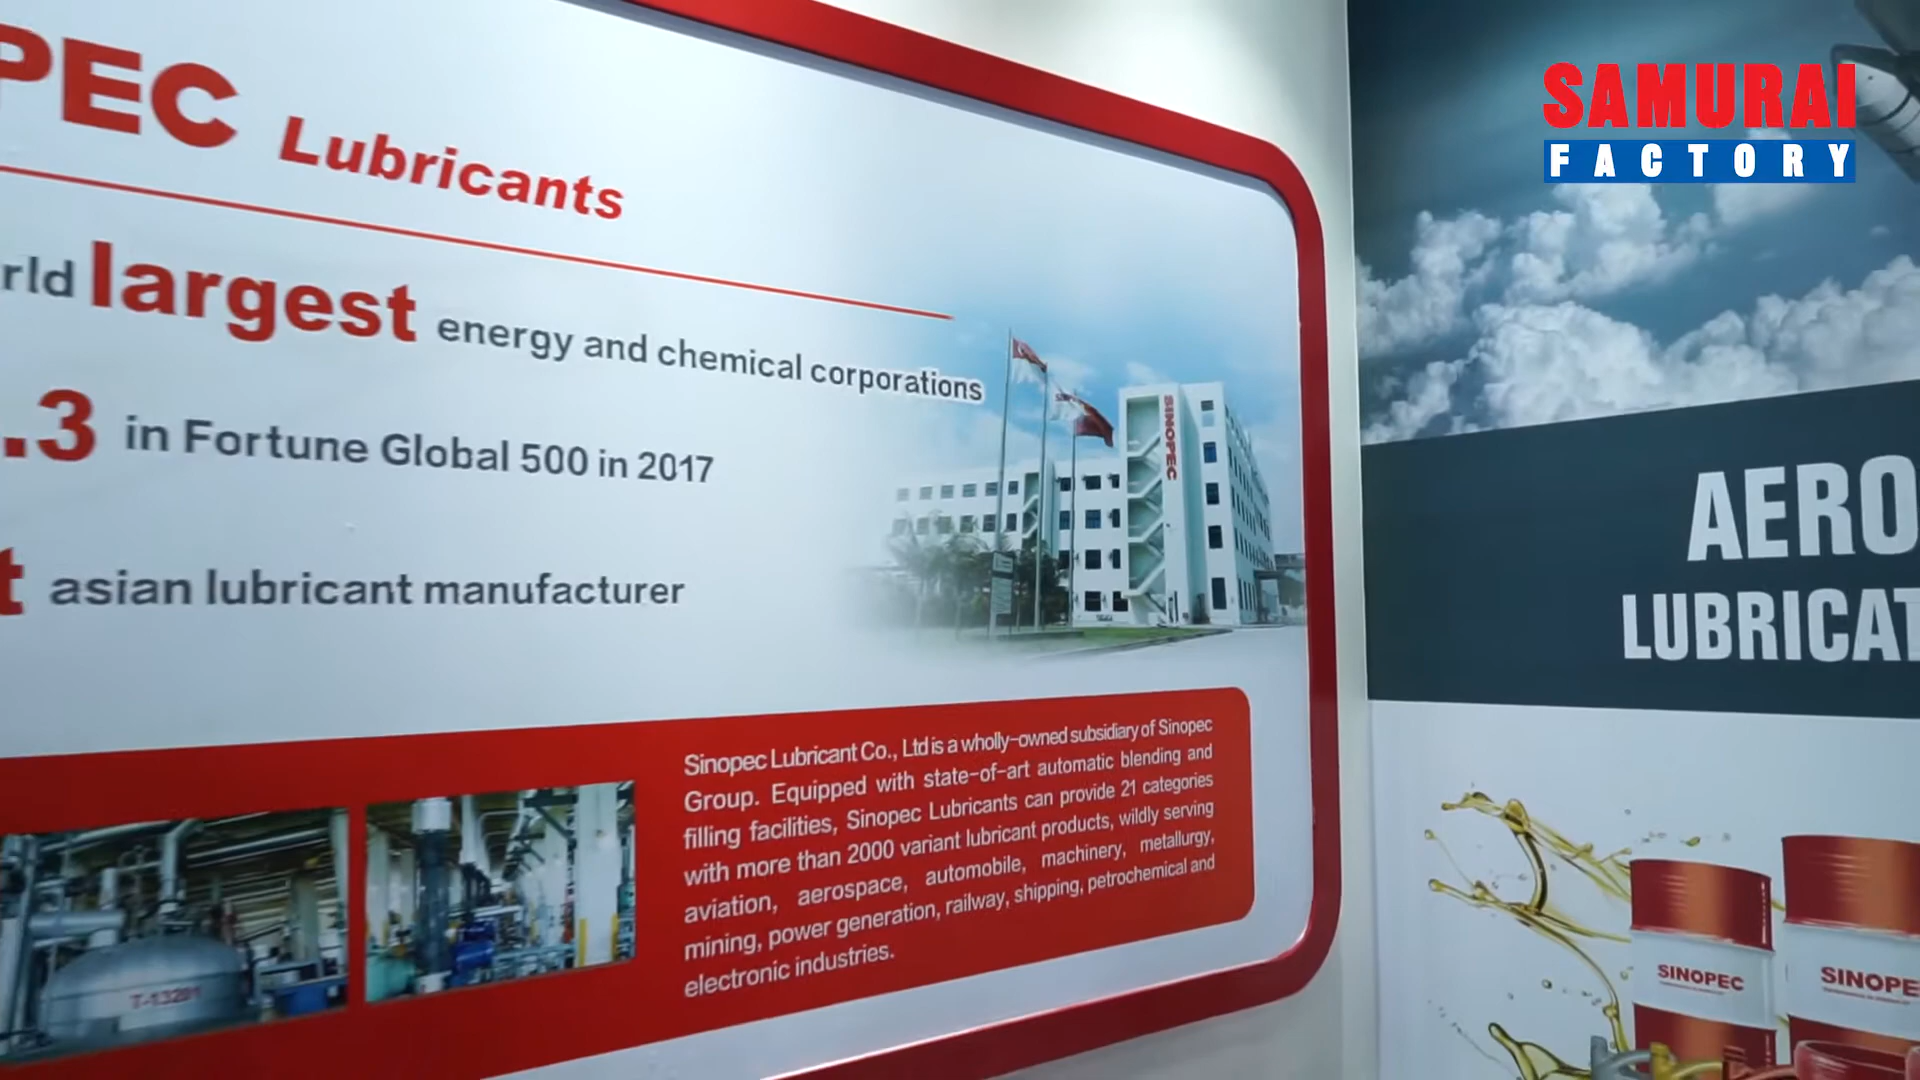 PEC Lubricants
rld largest energy and chemical corporations
.3 in Fortune Global 500 in 2017
t asian lubricant manufacturer
SINOPEC
Sinopec Lubricant Co., Ltd is a wholly-owned subsidiary of Sinopec
Group. Equipped with state-of-art automatic blending and
filling facilities, Sinopec Lubricants can provide 21 categories
with more than 2000 variant lubricant products, wildly serving
aviation, aerospace, automobile, machinery, metallurgy,
mining, power generation, railway, shipping, petrochemical and
electronic industries.
T-13201
SAMURAI
FACTORY
AERO
LUBRICAT
SINOPEC
SINOPE